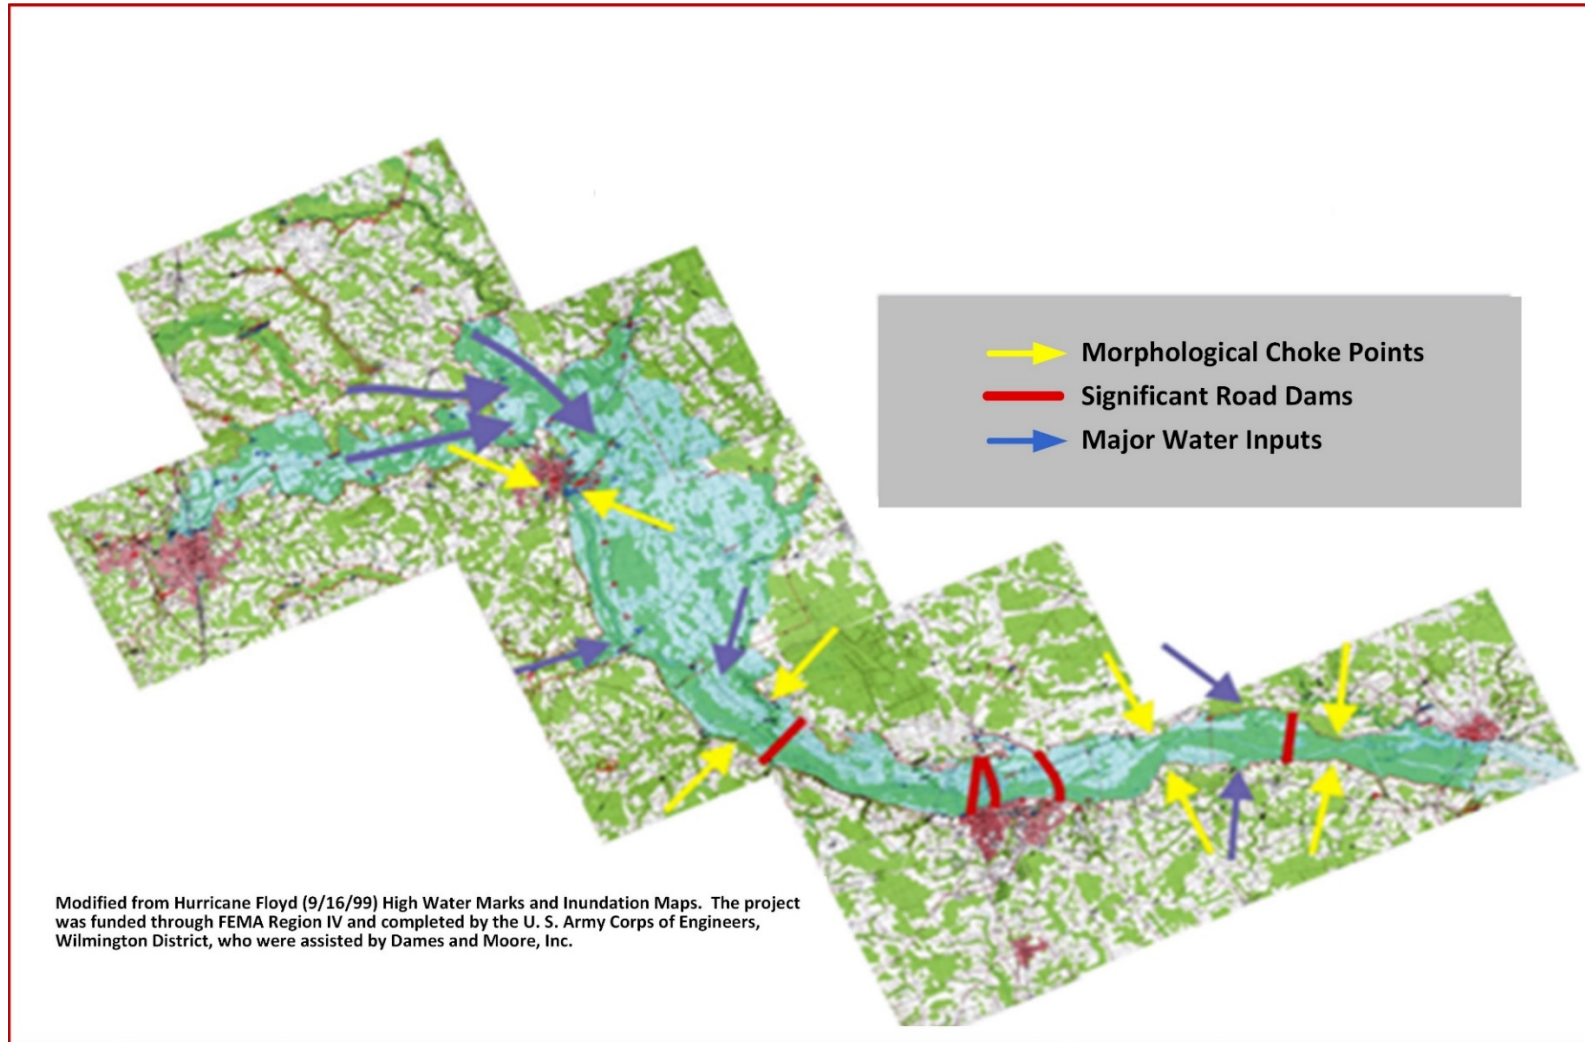 Morphological Choke Points
Significant Road Dams
Major Water Inputs
Modified from Hurricane Floyd (9/16/99) High Water Marks and Inundation Maps.  The project
was funded through FEMA Region IV and completed by the U. S. Army Corps of Engineers,
Wilmington District, who were assisted by Dames and Moore, Inc.